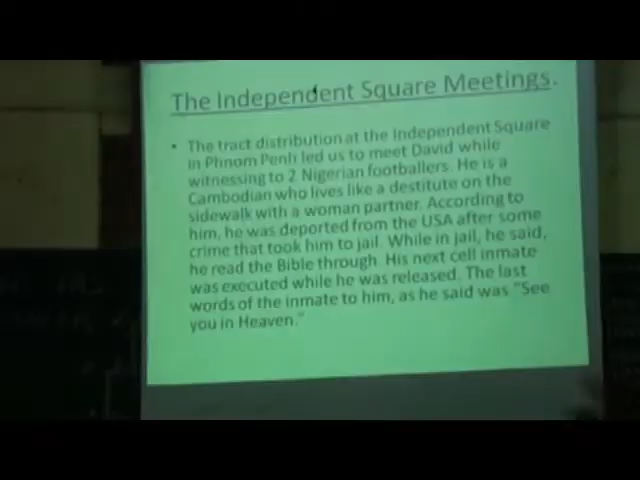 The Independent Square Meetings.
• The tract distribution at the Independent Square
in Phnom Penh led us to meet David while
witnessing to 2 Nigerian footballers. He is a
Cambodian who lives like a destitute on the
sidewalk with a woman partner. According to
him, he was deported from the USA after some
crime that took him to jail. While in jail, he said,
he read the Bible through. His next cell inmate
was executed while he was released. The last
words of the inmate to him, as he said was "See
you in Heaven."